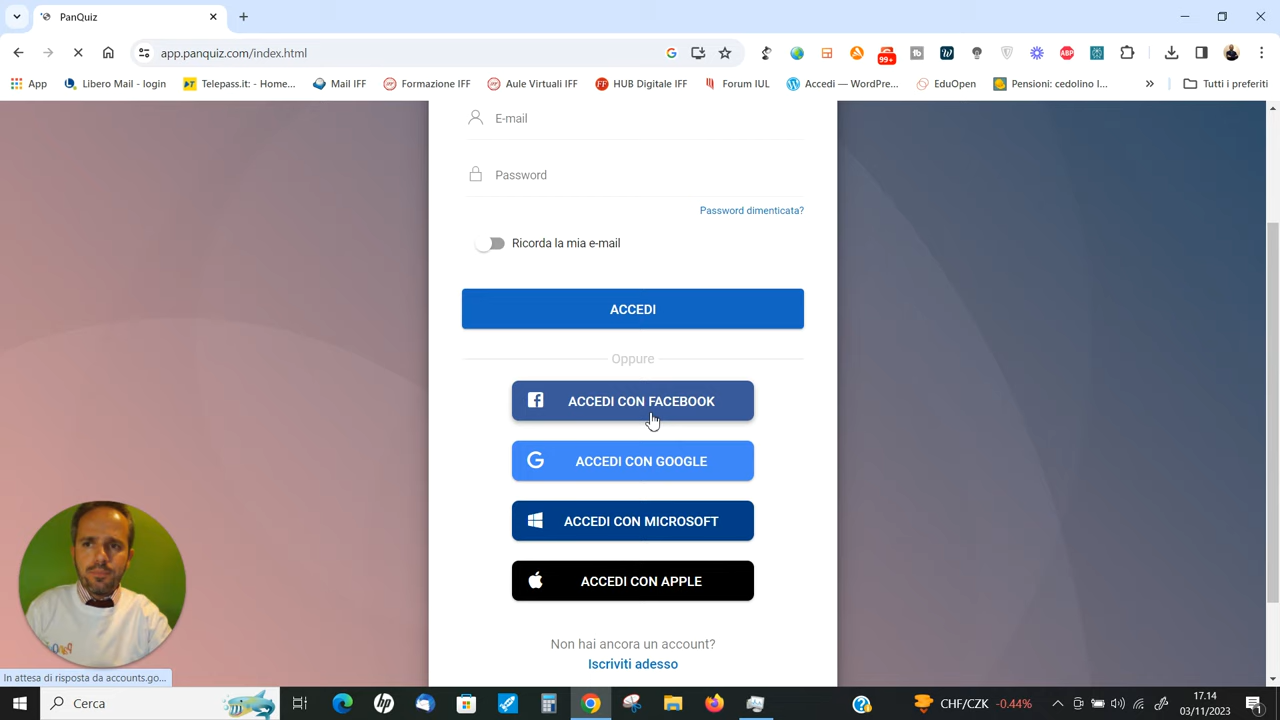 PanQuiz
app.panquiz.com/index.html
99+
ABP
App
Libero Mail - login
Telepass.it: - Home...
Mail IFF
Formazione IFF
Aule Virtuali IFF
HUB Digitale IFF
Forum IUL
Accedi — WordPre...
EduOpen
Pensioni: cedolino l...
»
Tutti i preferiti
E-mail
Password
Password dimenticata?
Ricorda la mia e-mail
ACCEDI
Oppure
ACCEDI CON FACEBOOK
ACCEDI CON GOOGLE
ACCEDI CON MICROSOFT
ACCEDI CON APPLE
Non hai ancora un account?
Iscriviti adesso
In attesa di risposta da accounts.go...
Cerca
CHF/CZK -0.44%
17.14
03/11/2023